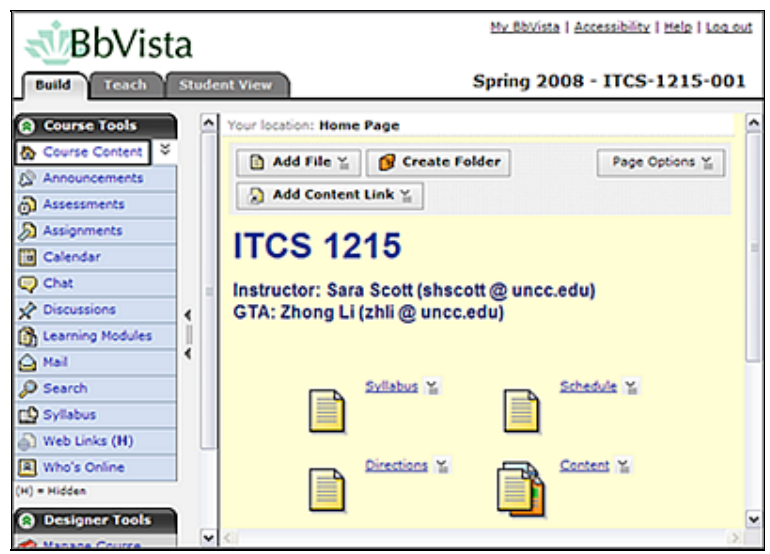 BbVista
My BbVista | Accessibility | Help | Log out
Build Teach Student View
Spring 2008 - ITCS-1215-001
Course Tools
Course Content
Announcements
Assessments
Assignments
Calendar
Chat
Discussions
Learning Modules
Mail
Search
Syllabus
Web Links (H)
Who's Online
(H) = Hidden
Designer Tools
Manage Course
Your location: Home Page
Add File
Create Folder
Page Options
Add Content Link
ITCS 1215
Instructor: Sara Scott (shscott @ uncc.edu)
GTA: Zhong Li (zhli @ uncc.edu)
Syllabus
Schedule
Directions
Content